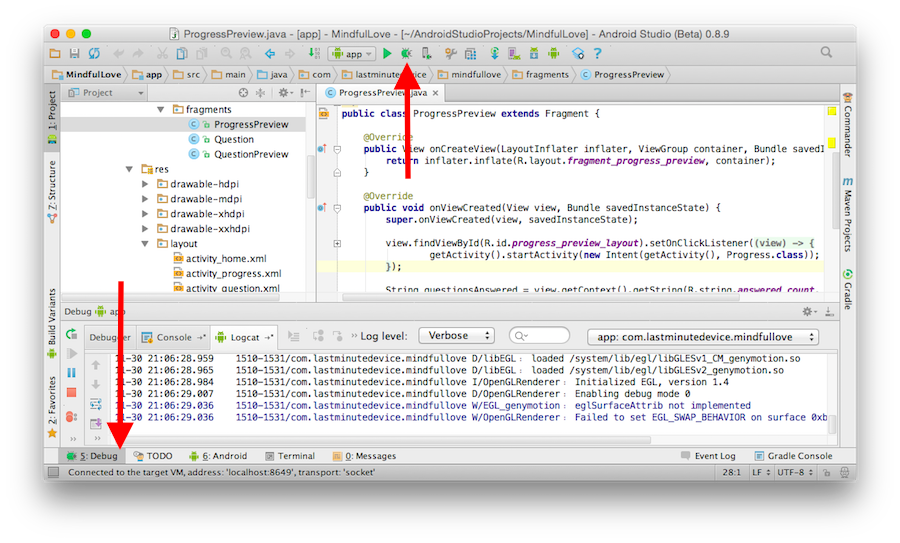 ProgressPreview.java - [app] - MindfulLove - [~/AndroidStudioProjects/MindfulLove] - Android Studio (Beta) 0.8.9
app
MindfulLove app src main java com lastminutedevice mindfullove fragments ProgressPreview
1: Project
Z: Structure
Build Variants
2: Favorites
Project
fragments
ProgressPreview
Question
QuestionPreview
res
drawable-hdpi
drawable-mdpi
drawable-xhdpi
drawable-xxhdpi
layout
activity_home.xml
activity_progress.xml
activity_question.xml
ProgressPreview.java
public class ProgressPreview extends Fragment {
@Override
public View onCreateView(LayoutInflater inflater, ViewGroup container, Bundle savedI
return inflater.inflate(R.layout.fragment_progress_preview, container);
}
@Override
public void onViewCreated(View view, Bundle savedInstanceState) {
super.onViewCreated(view, savedInstanceState);
view.findViewById(R.id.progress_preview_layout).setOnClickListener((view) -> {
getActivity().startActivity(new Intent(getActivity(), Progress.class));
});
String questionsAnswered = view.getContext().getString(R.string.answered_count,
Commander
Maven Projects
Gradle
Debug app
Debugger Console Logcat Log level: Verbose app: com.lastminutedevice.mindfullove
11-30 21:06:28.959 1510-1531/com.lastminutedevice.mindfullove D/libEGL: loaded /system/lib/egl/libGLESv1_CM_genymotion.so
11-30 21:06:28.965 1510-1531/com.lastminutedevice.mindfullove D/libEGL: loaded /system/lib/egl/libGLESv2_genymotion.so
11-30 21:06:28.984 1510-1531/com.lastminutedevice.mindfullove I/OpenGLRenderer: Initialized EGL, version 1.4
11-30 21:06:29.007 1510-1531/com.lastminutedevice.mindfullove D/OpenGLRenderer: Enabling debug mode 0
11-30 21:06:29.036 1510-1531/com.lastminutedevice.mindfullove W/EGL_genymotion: eglSurfaceAttrib not implemented
11-30 21:06:29.036 1510-1531/com.lastminutedevice.mindfullove W/OpenGLRenderer: Failed to set EGL_SWAP_BEHAVIOR on surface 0xb
5: Debug TODO 6: Android Terminal 0: Messages Event Log Gradle Console
Connected to the target VM, address: 'localhost:8649', transport: 'socket' 28:1 LF UTF-8